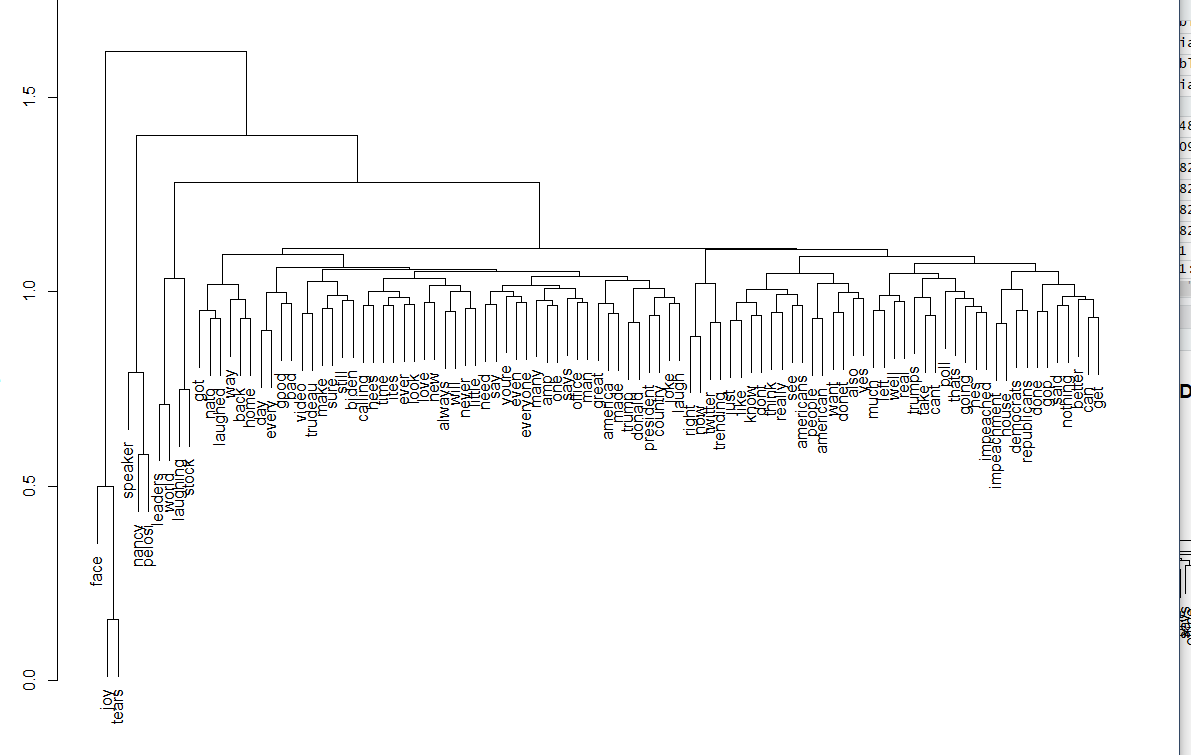 1.5
1.0
0.5
0.0
face
joy
tears
speaker
nancy
pelosi
leaders
world
laughing
stock
got
laughed
way
back
home
day
every
good
bad
video
trudeau
make
sure
still
biden
calling
hes
time
lies
ever
look
love
new
always
will
never
little
need
say
youre
even
everyone
many
amp
one
says
office
man
great
america
made
trump
donald
president
country
joke
laugh
right
now
twitter
trending
just
like
know
dont
think
really
see
americans
people
american
want
donet
also
yes
much
left
well
real
trumps
take
cant
poll
thats
going
hes
impeached
impeachment
house
democrats
republicans
done
gop
said
nothing
better
can
get
D